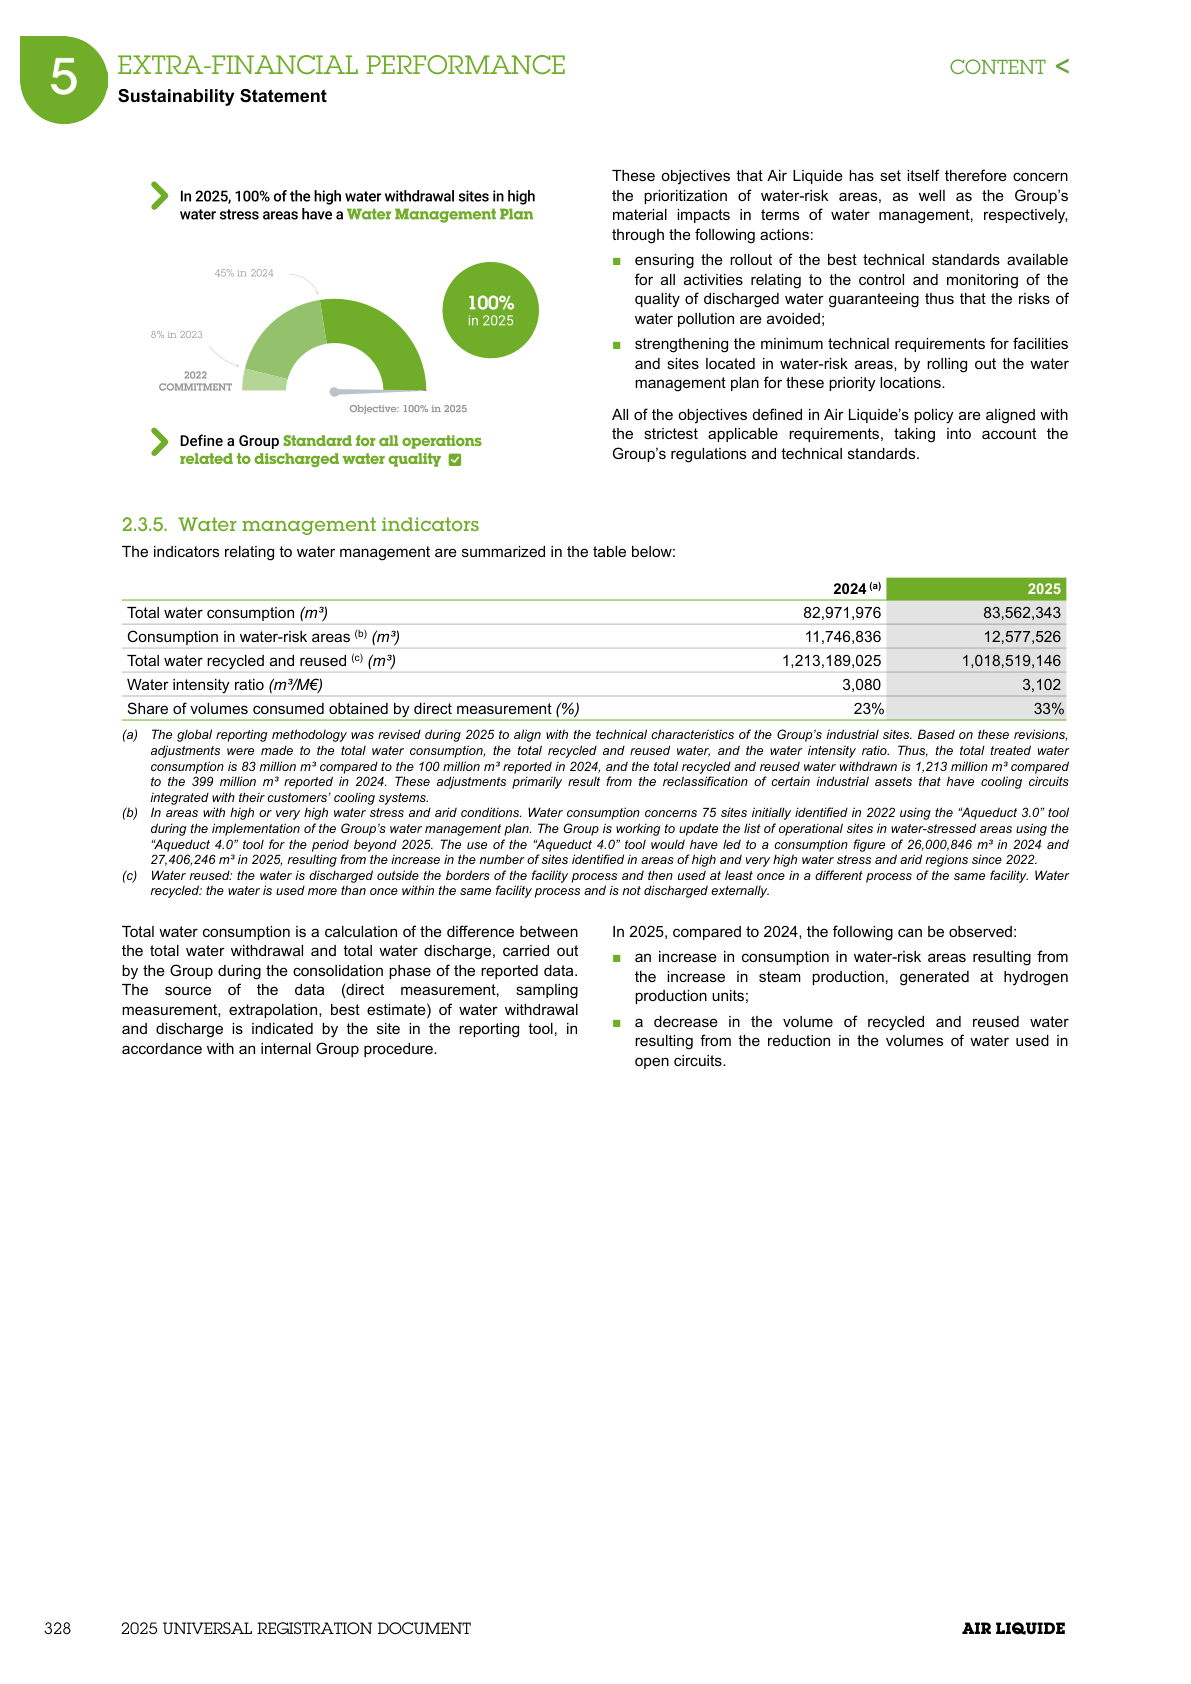 5
EXTRA-FINANCIAL PERFORMANCE
CONTENT <
Sustainability Statement
In 2025, 100% of the high water withdrawal sites in high
water stress areas have a Water Management Plan
45% in 2024
100%
in 2025
8% in 2023
2022
COMMITMENT
Objective: 100% in 2025
Define a Group Standard for all operations
related to discharged water quality
These objectives that Air Liquide has set itself therefore concern
the prioritization of water-risk areas, as well as the Group's
material impacts in terms of water management, respectively,
through the following actions:
■ ensuring the rollout of the best technical standards available
for all activities relating to the control and monitoring of the
quality of discharged water guaranteeing thus that the risks of
water pollution are avoided;
■ strengthening the minimum technical requirements for facilities
and sites located in water-risk areas, by rolling out the water
management plan for these priority locations.
All of the objectives defined in Air Liquide's policy are aligned with
the strictest applicable requirements, taking into account the
Group's regulations and technical standards.
2.3.5. Water management indicators
The indicators relating to water management are summarized in the table below:
2024 (a) 2025
Total water consumption (m³) 82,971,976 83,562,343
Consumption in water-risk areas (b) (m³) 11,746,836 12,577,526
Total water recycled and reused (c) (m³) 1,213,189,025 1,018,519,146
Water intensity ratio (m³/M€) 3,080 3,102
Share of volumes consumed obtained by direct measurement (%) 23% 33%
(a) The global reporting methodology was revised during 2025 to align with the technical characteristics of the Group's industrial sites. Based on these revisions,
adjustments were made to the total water consumption, the total recycled and reused water, and the water intensity ratio. Thus, the total treated water
consumption is 83 million m³ compared to the 100 million m³ reported in 2024, and the total recycled and reused water withdrawn is 1,213 million m³ compared
to the 399 million m³ reported in 2024. These adjustments primarily result from the reclassification of certain industrial assets that have cooling circuits
integrated with their customers' cooling systems.
(b) In areas with high or very high water stress and arid conditions. Water consumption concerns 75 sites initially identified in 2022 using the “Aqueduct 3.0” tool
during the implementation of the Group's water management plan. The Group is working to update the list of operational sites in water-stressed areas using the
“Aqueduct 4.0” tool for the period beyond 2025. The use of the “Aqueduct 4.0” tool would have led to a consumption figure of 26,000,846 m³ in 2024 and
27,406,246 m³ in 2025, resulting from the increase in the number of sites identified in areas of high and very high water stress and arid regions since 2022.
(c) Water reused: the water is discharged outside the borders of the facility process and then used at least once in a different process of the same facility. Water
recycled: the water is used more than once within the same facility process and is not discharged externally.
Total water consumption is a calculation of the difference between
the total water withdrawal and total water discharge, carried out
by the Group during the consolidation phase of the reported data.
The source of the data (direct measurement, sampling
measurement, extrapolation, best estimate) of water withdrawal
and discharge is indicated by the site in the reporting tool, in
accordance with an internal Group procedure.
In 2025, compared to 2024, the following can be observed:
■ an increase in consumption in water-risk areas resulting from
the increase in steam production, generated at hydrogen
production units;
■ a decrease in the volume of recycled and reused water
resulting from the reduction in the volumes of water used in
open circuits.
328 2025 UNIVERSAL REGISTRATION DOCUMENT AIR LIQUIDE